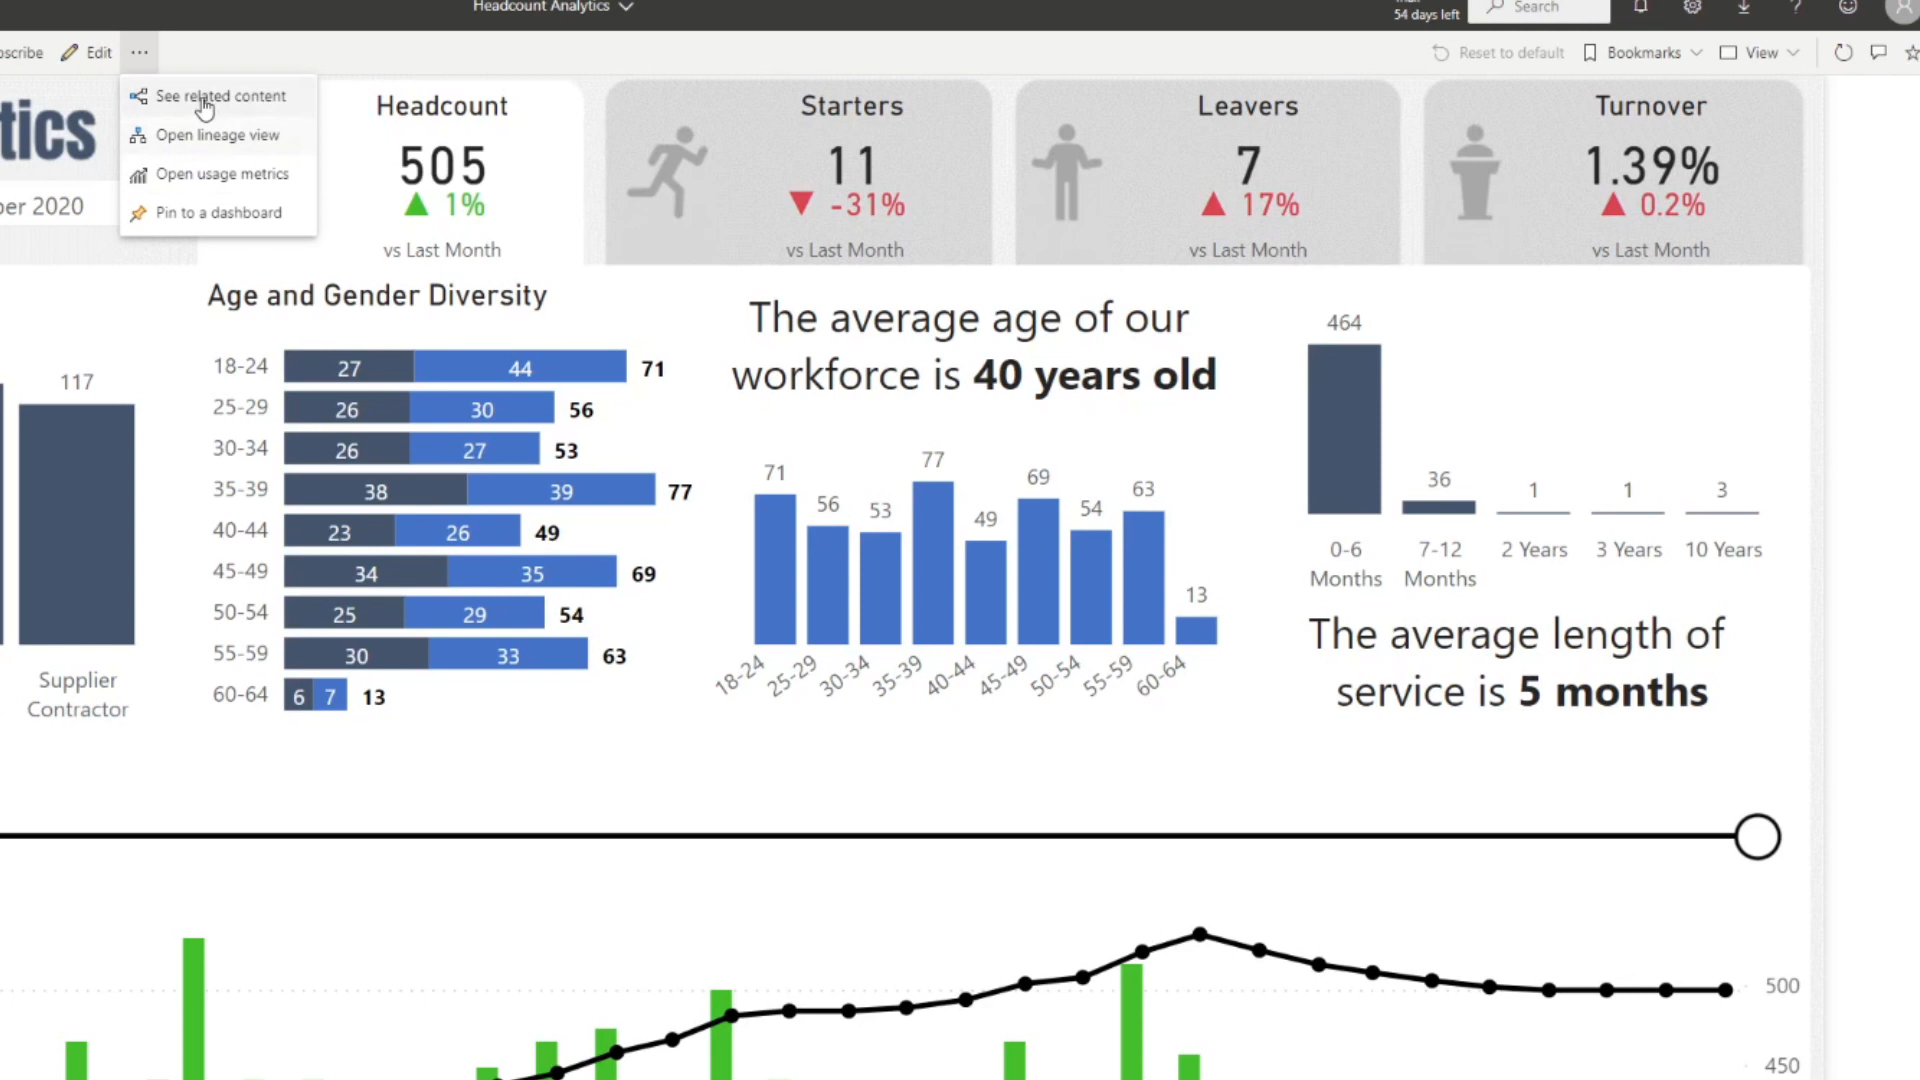 Headcount Analytics
54 days left
Search
Edit
...
Reset to default
Bookmarks
View
See related content
Open lineage view
Open usage metrics
Pin to a dashboard
tics
er 2020
Headcount
505
1%
vs Last Month
Starters
11
-31%
vs Last Month
Leavers
7
17%
vs Last Month
Turnover
1.39%
0.2%
vs Last Month
117
Supplier
Contractor
Age and Gender Diversity
18-24 27 44 71
25-29 26 30 56
30-34 26 27 53
35-39 38 39 77
40-44 23 26 49
45-49 34 35 69
50-54 25 29 54
55-59 30 33 63
60-64 6 7 13
The average age of our
workforce is 40 years old
71 56 53 77 49 69 54 63 13
18-24 25-29 30-34 35-39 40-44 45-49 50-54 55-59 60-64
464 36 1 1 3
0-6 7-12 2 Years 3 Years 10 Years
Months Months
The average length of
service is 5 months
500
450